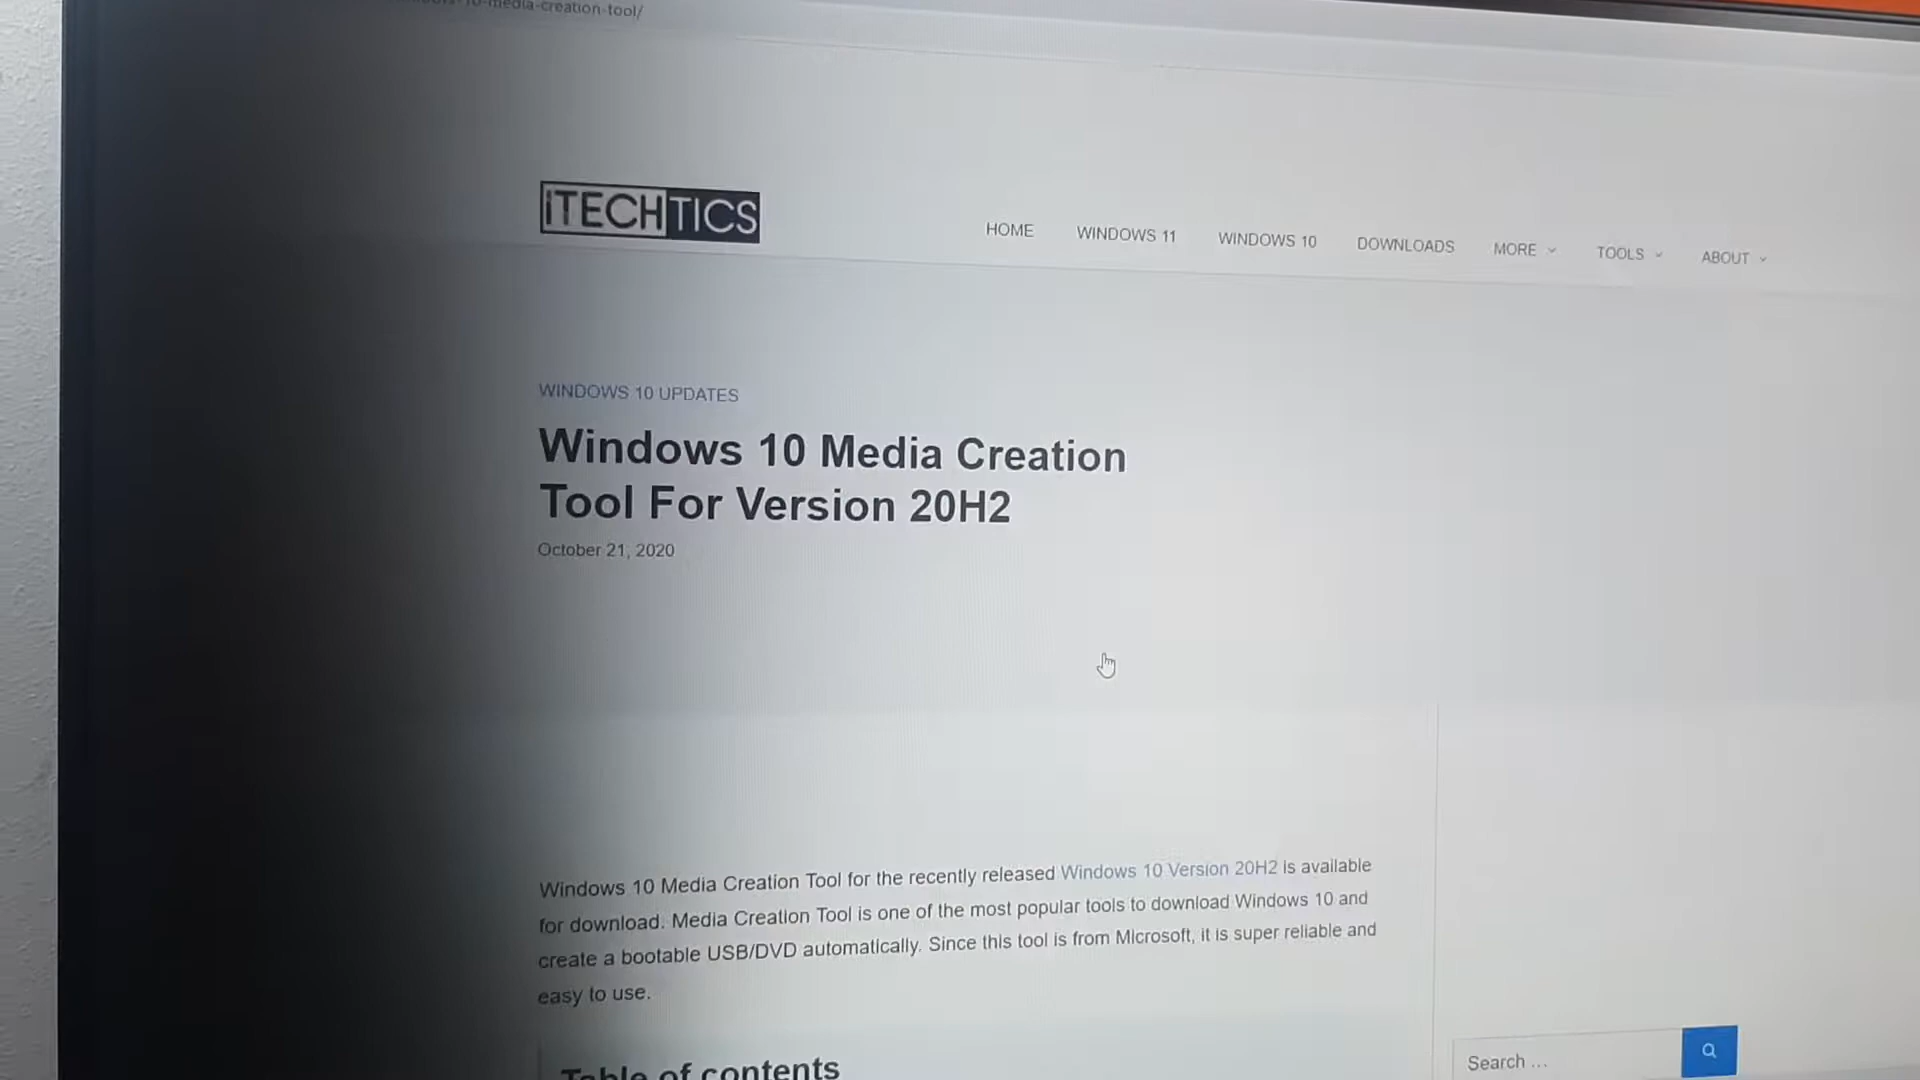 -media-creation-tool/
iTECHTICS
HOME WINDOWS 11 WINDOWS 10 DOWNLOADS MORE TOOLS ABOUT
WINDOWS 10 UPDATES
Windows 10 Media Creation
Tool For Version 20H2
October 21, 2020
Windows 10 Media Creation Tool for the recently released Windows 10 Version 20H2 is available
for download. Media Creation Tool is one of the most popular tools to download Windows 10 and
create a bootable USB/DVD automatically. Since this tool is from Microsoft, it is super reliable and
easy to use.
Table of contents
Search ...